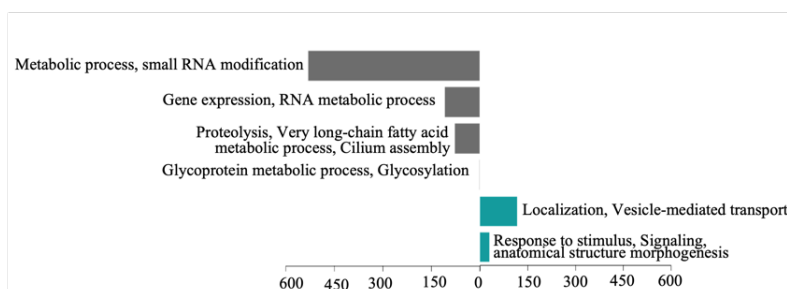 Metabolic process, small RNA modification
Gene expression, RNA metabolic process
Proteolysis, Very long-chain fatty acid
metabolic process, Cilium assembly
Glycoprotein metabolic process, Glycosylation
Localization, Vesicle-mediated transport
Response to stimulus, Signaling,
anatomical structure morphogenesis
600 450 300 150 0 150 300 450 600